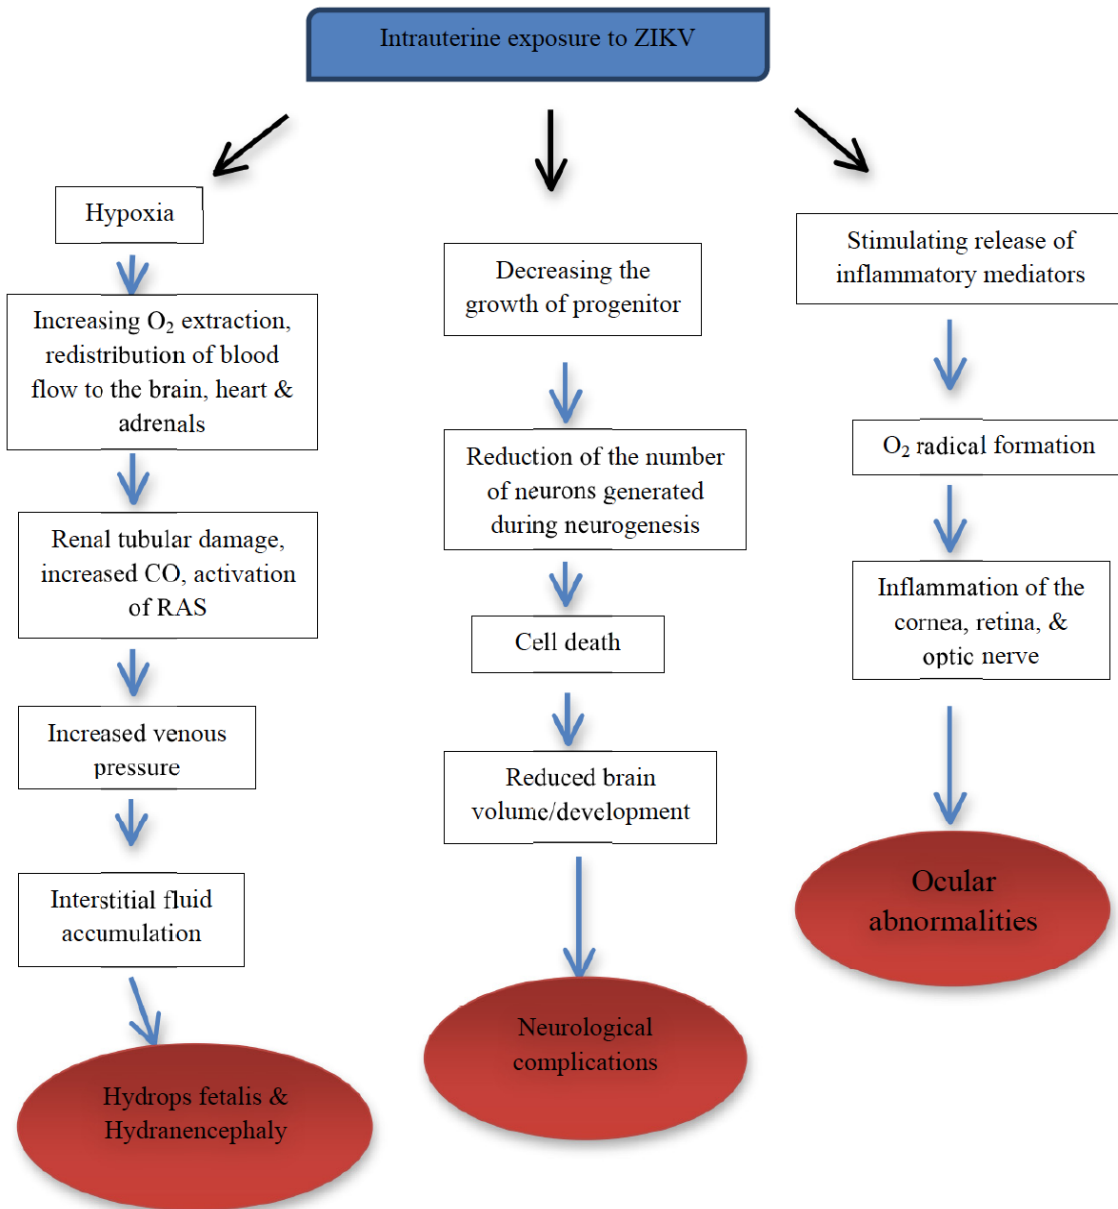 Intrauterine exposure to ZIKV
Hypoxia
Increasing O₂ extraction,
redistribution of blood
flow to the brain, heart &
adrenals
Renal tubular damage,
increased CO, activation
of RAS
Increased venous
pressure
Interstitial fluid
accumulation
Hydrops fetalis &
Hydranencephaly
Decreasing the
growth of progenitor
Reduction of the number
of neurons generated
during neurogenesis
Cell death
Reduced brain
volume/development
Neurological
complications
Stimulating release of
inflammatory mediators
O₂ radical formation
Inflammation of the
cornea, retina, &
optic nerve
Ocular
abnormalities